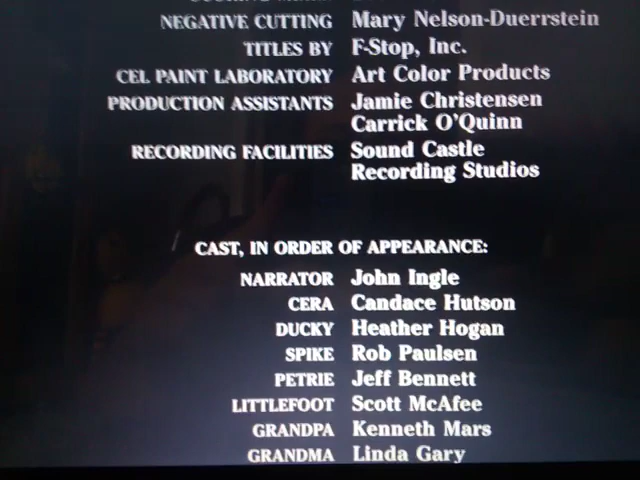 NEGATIVE CUTTING Mary Nelson-Duerrstein
TITLES BY F-Stop, Inc.
CEL PAINT LABORATORY Art Color Products
PRODUCTION ASSISTANTS Jamie Christensen
Carrick O'Quinn
RECORDING FACILITIES Sound Castle
Recording Studios
CAST, IN ORDER OF APPEARANCE:
NARRATOR John Ingle
CERA Candace Hutson
DUCKY Heather Hogan
SPIKE Rob Paulsen
PETRIE Jeff Bennett
LITTLEFOOT Scott McAfee
GRANDPA Kenneth Mars
GRANDMA Linda Gary